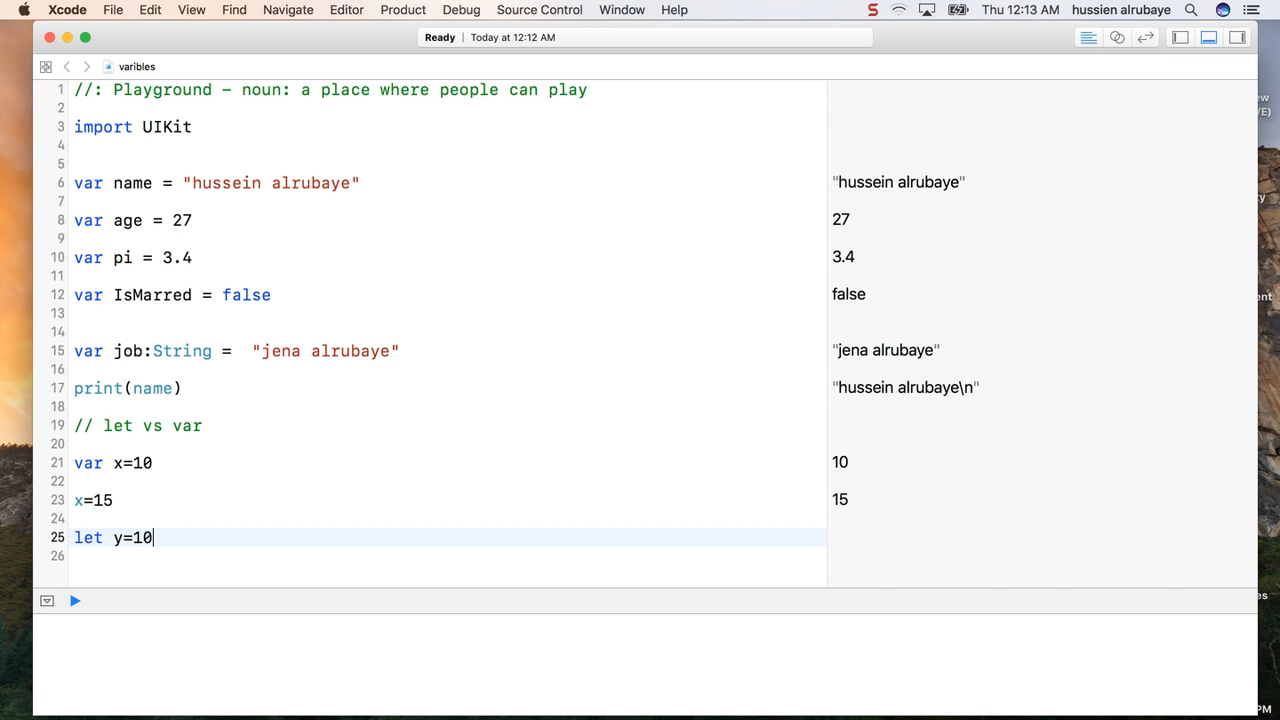 Xcode File Edit View Find Navigate Editor Product Debug Source Control Window Help S Thu 12:13 AM hussien alrubaye
Ready | Today at 12:12 AM
varibles
1 //: Playground - noun: a place where people can play
2
3 import UIKit
4
5
6 var name = "hussein alrubaye" "hussein alrubaye"
7
8 var age = 27 27
9
10 var pi = 3.4 3.4
11
12 var IsMarred = false false
13
14
15 var job:String =  "jena alrubaye" "jena alrubaye"
16
17 print(name) "hussein alrubaye\n"
18
19 // let vs var
20
21 var x=10 10
22
23 x=15 15
24
25 let y=10
26